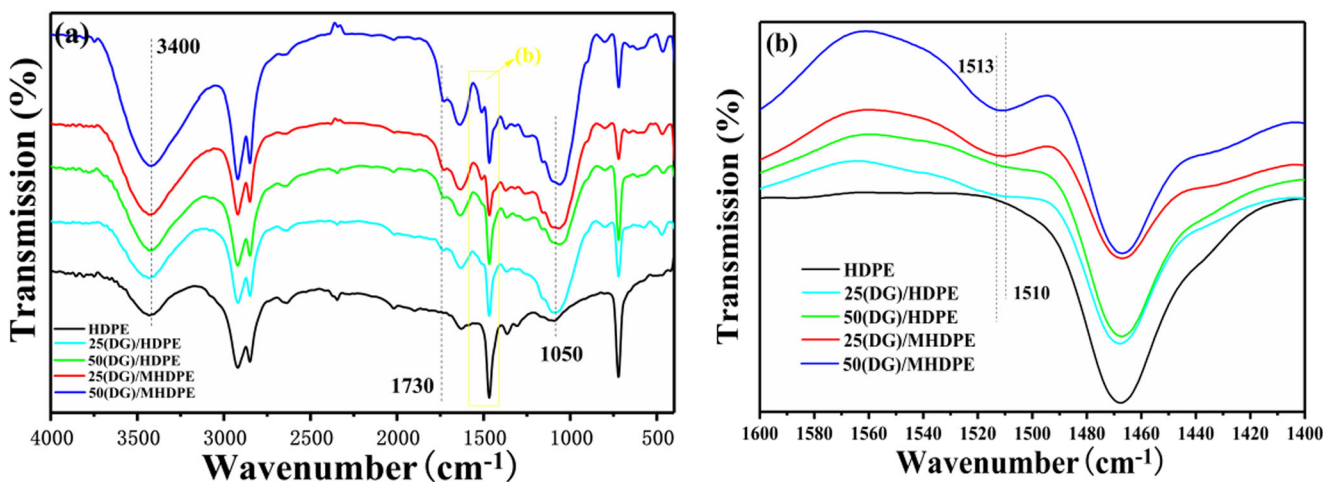 (a)
3400
(b)
1730
1050
HDPE
25(DG)/HDPE
50(DG)/HDPE
25(DG)/MHDPE
50(DG)/MHDPE
Transmission (%)
4000 3500 3000 2500 2000 1500 1000 500
Wavenumber (cm-1)
(b)
1513
1510
HDPE
25(DG)/HDPE
50(DG)/HDPE
25(DG)/MHDPE
50(DG)/MHDPE
Transmission (%)
1600 1580 1560 1540 1520 1500 1480 1460 1440 1420 1400
Wavenumber (cm-1)